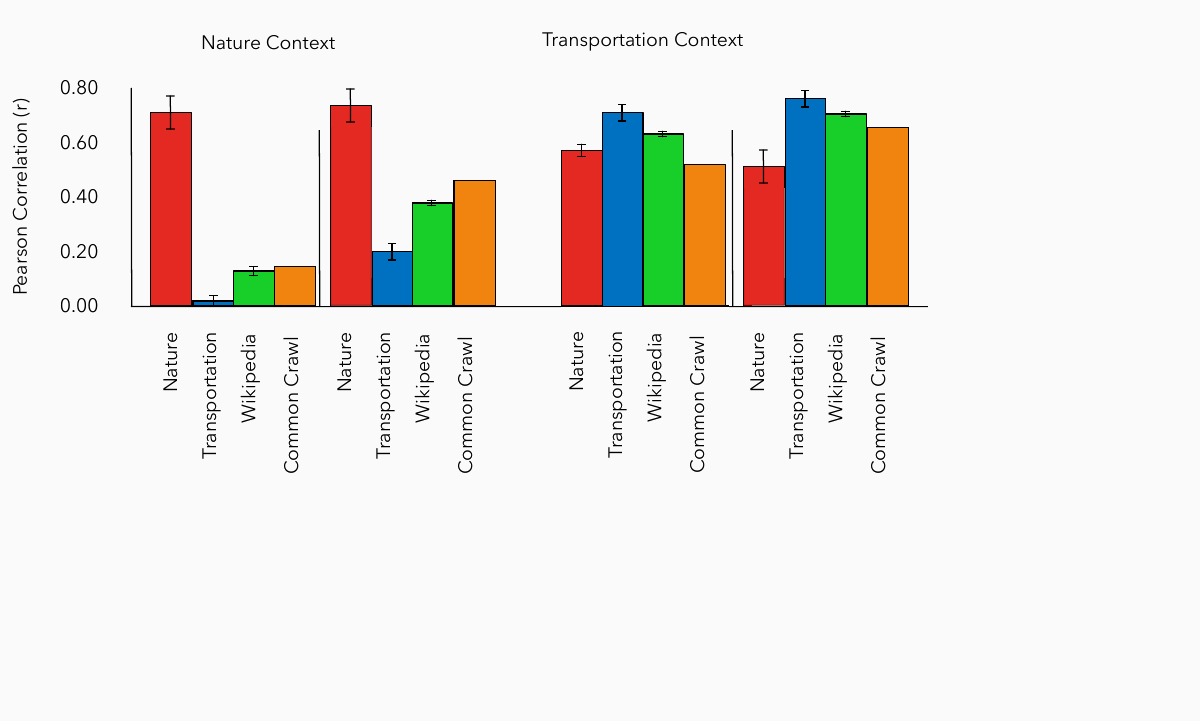 Nature Context
Transportation Context
Pearson Correlation (r)
0.80
0.60
0.40
0.20
0.00
Nature
Transportation
Wikipedia
Common Crawl
Nature
Transportation
Wikipedia
Common Crawl
Nature
Transportation
Wikipedia
Common Crawl
Nature
Transportation
Wikipedia
Common Crawl